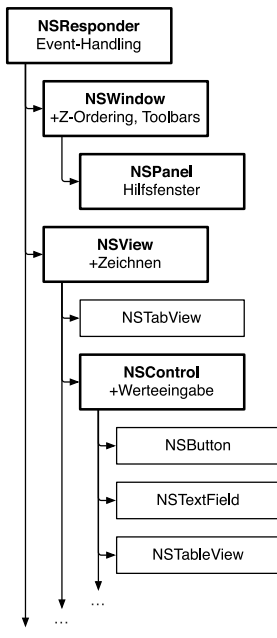 NSResponder
Event-Handling
NSWindow
+Z-Ordering, Toolbars
NSPanel
Hilfsfenster
NSView
+Zeichnen
NSTabView
NSControl
+Werteeingabe
NSButton
NSTextField
NSTableView
...
...